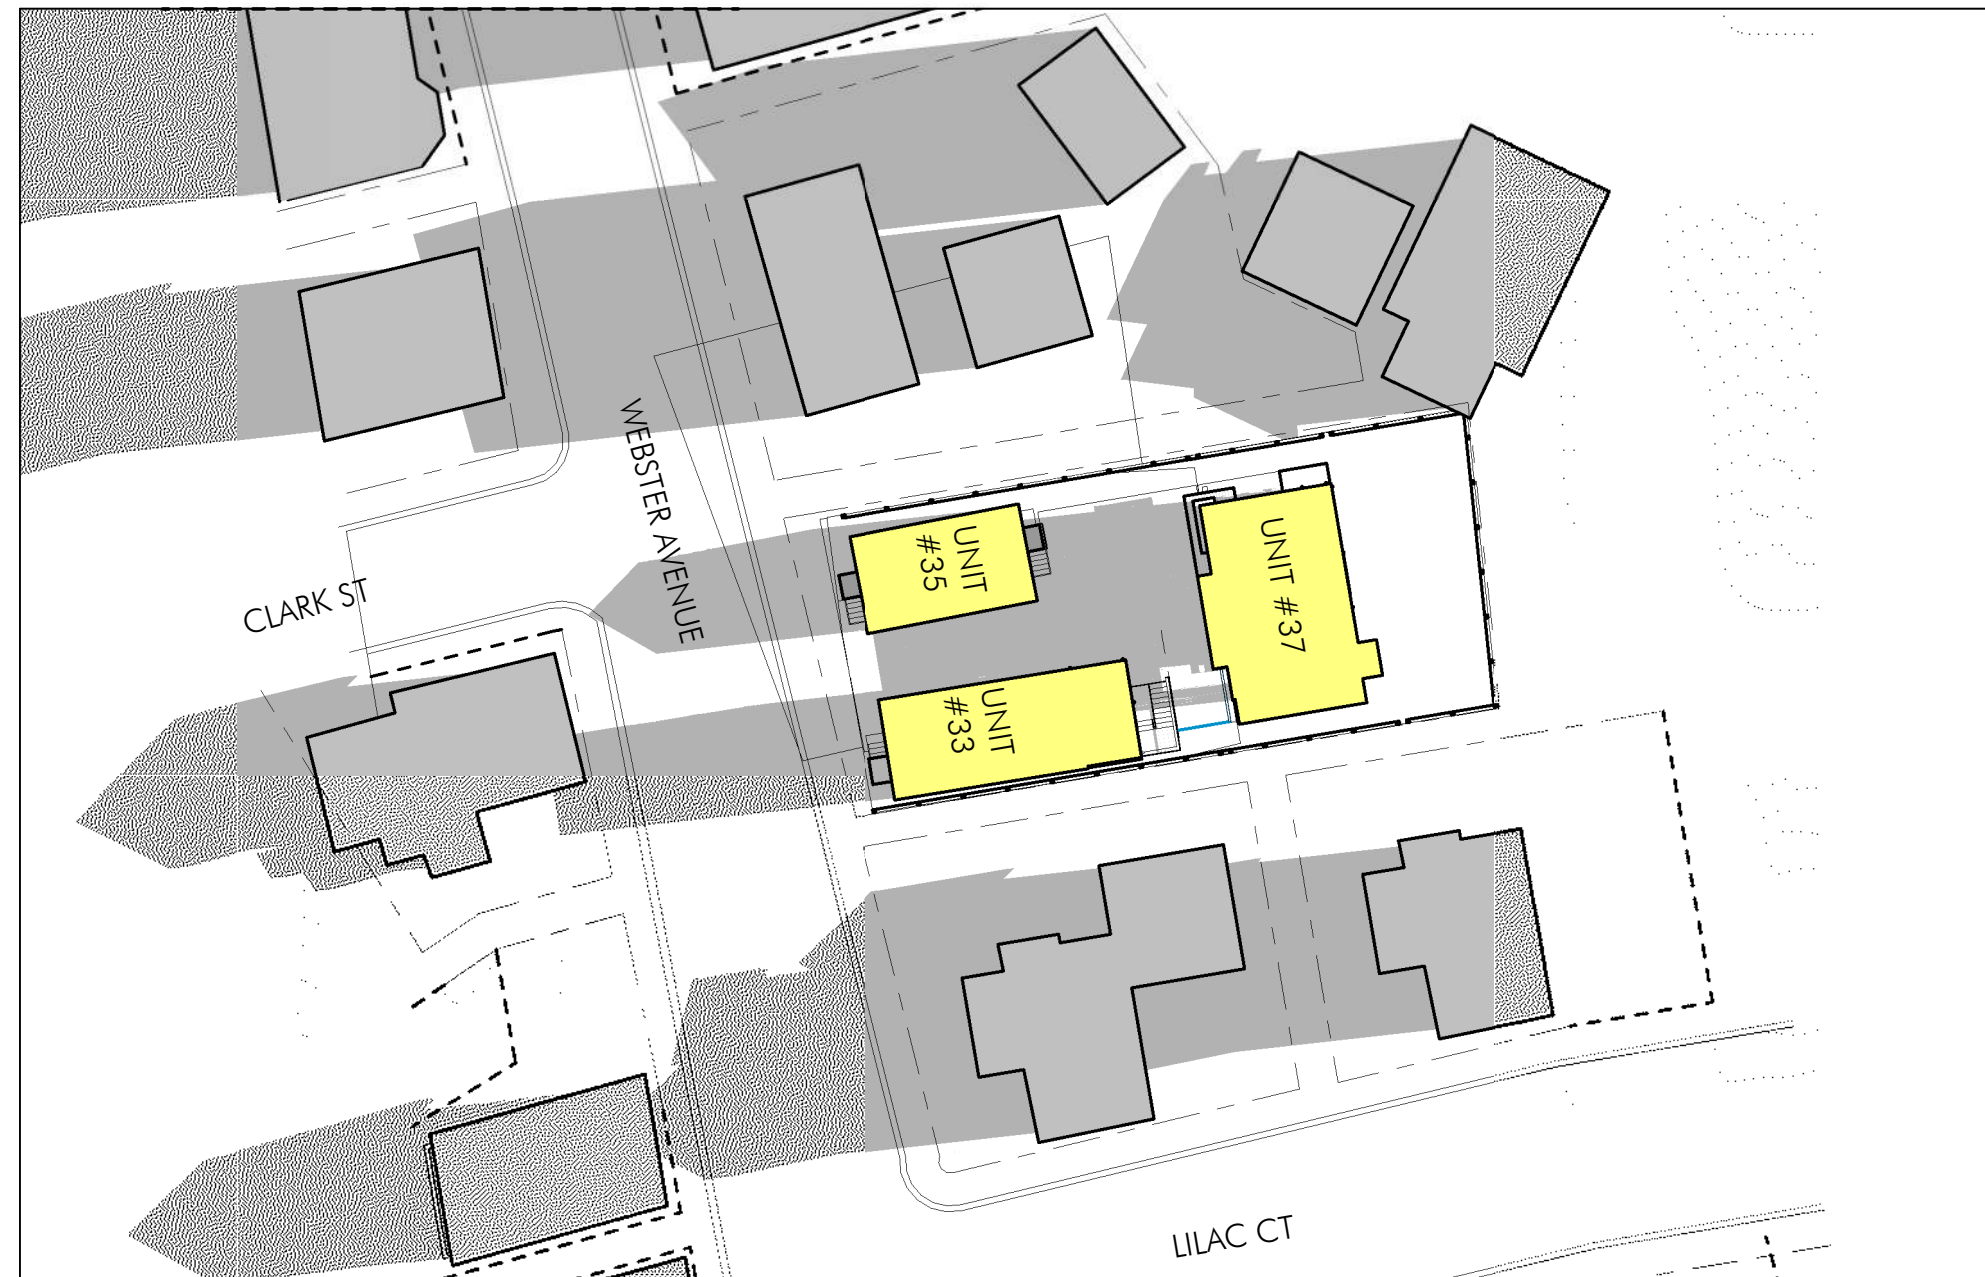 WEBSTER AVENUE
CLARK ST
UNIT
#35
UNIT #37
UNIT
#33
LILAC CT